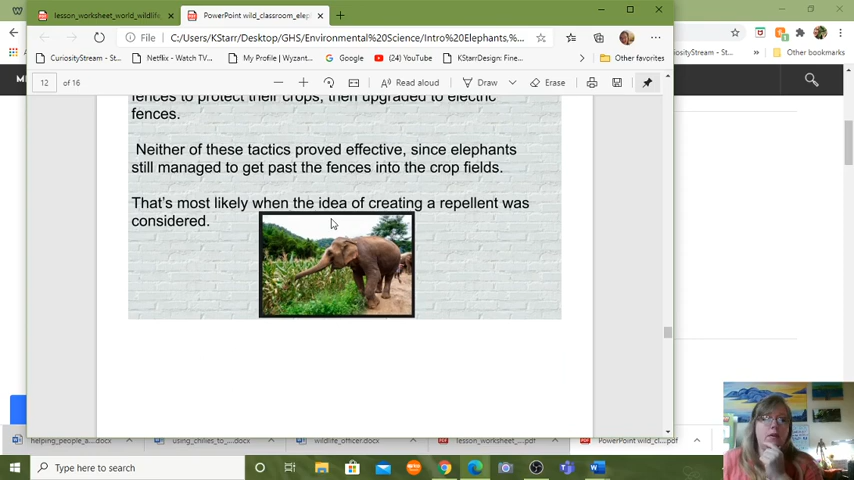 lesson_worksheet_world_wildlife
PowerPoint wild_classroom_elep
File
C:/Users/KStarr/Desktop/GHS/Environmental%20Science/Intro%20Elephants,%...
CuriosityStream - St...
Netflix - Watch TV...
My Profile | Wyzant...
Google
(24) YouTube
KStarrDesign: Fine...
Other favorites
uriosityStream - St...
Other bookmarks
12 of 16
Read aloud
Draw
Erase
fences to protect their crops, then upgraded to electric
fences.
Neither of these tactics proved effective, since elephants
still managed to get past the fences into the crop fields.
That's most likely when the idea of creating a repellent was
considered.
helping_people_a....docx
using_chilies_to_....docx
wildlife_officer.docx
lesson_worksheet_....pdf
PowerPoint wild_cl....pdf
Type here to search